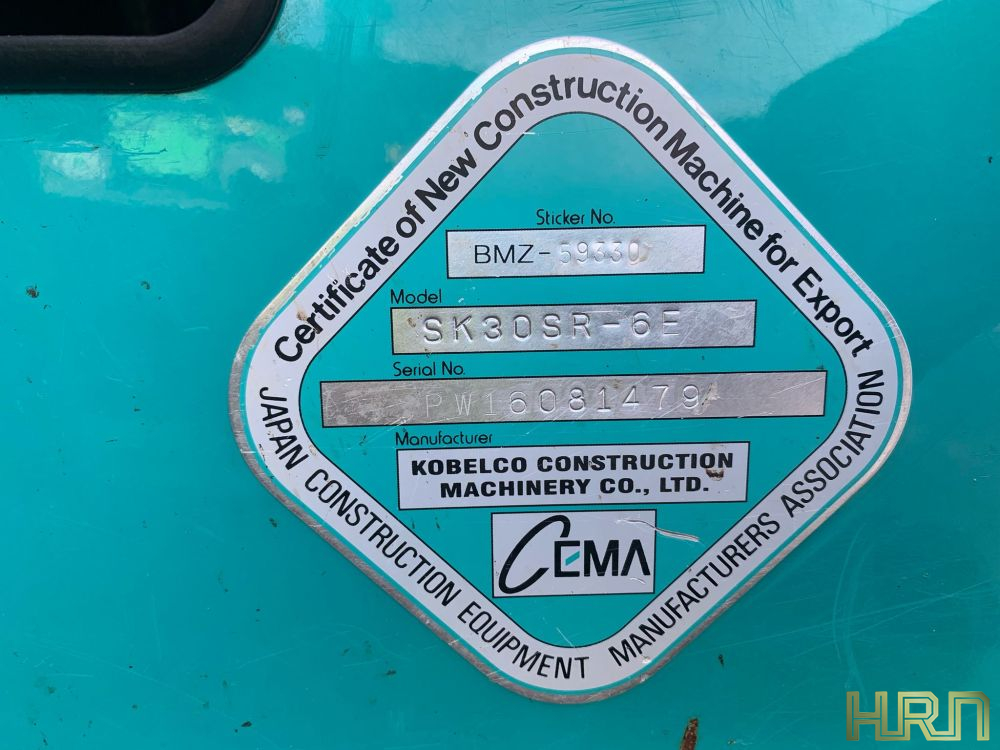 Certificate of New Construction Machine for Export
Sticker No.
BMZ-59330
Model
SK30SR-6E
Serial No.
PW16081479
Manufacturer
KOBELCO CONSTRUCTION
MACHINERY CO., LTD.
CEMA
JAPAN CONSTRUCTION EQUIPMENT MANUFACTURERS ASSOCIATION
HRN